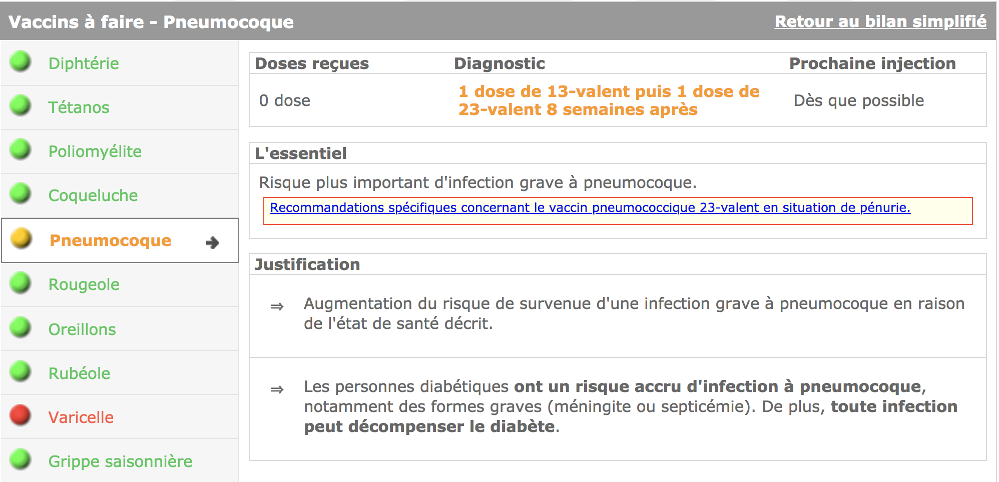 Vaccins à faire - Pneumocoque
Retour au bilan simplifié
Diphtérie
Tétanos
Poliomyélite
Coqueluche
Pneumocoque
Rougeole
Oreillons
Rubéole
Varicelle
Grippe saisonnière
Doses reçues
Diagnostic
Prochaine injection
0 dose
1 dose de 13-valent puis 1 dose de
23-valent 8 semaines après
Dès que possible
L'essentiel
Risque plus important d'infection grave à pneumocoque.
Recommandations spécifiques concernant le vaccin pneumococcique 23-valent en situation de pénurie.
Justification
⇒ Augmentation du risque de survenue d'une infection grave à pneumocoque en raison
de l'état de santé décrit.
⇒ Les personnes diabétiques ont un risque accru d'infection à pneumocoque,
notamment des formes graves (méningite ou septicémie). De plus, toute infection
peut décompenser le diabète.